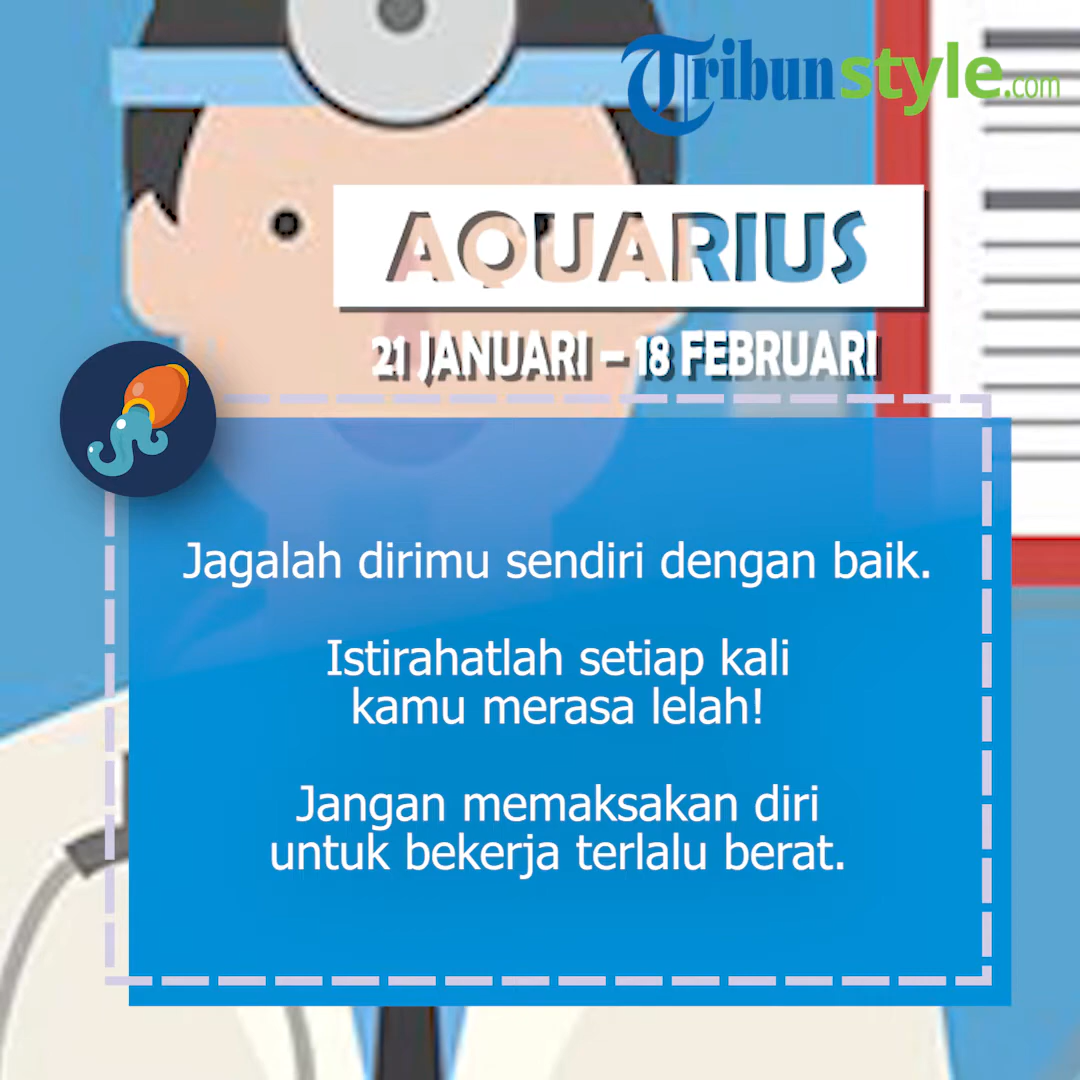 Tribunstyle.com
AQUARIUS
21 JANUARI – 18 FEBRUARI
Jagalah dirimu sendiri dengan baik.
Istirahatlah setiap kali
kamu merasa lelah!
Jangan memaksakan diri
untuk bekerja terlalu berat.